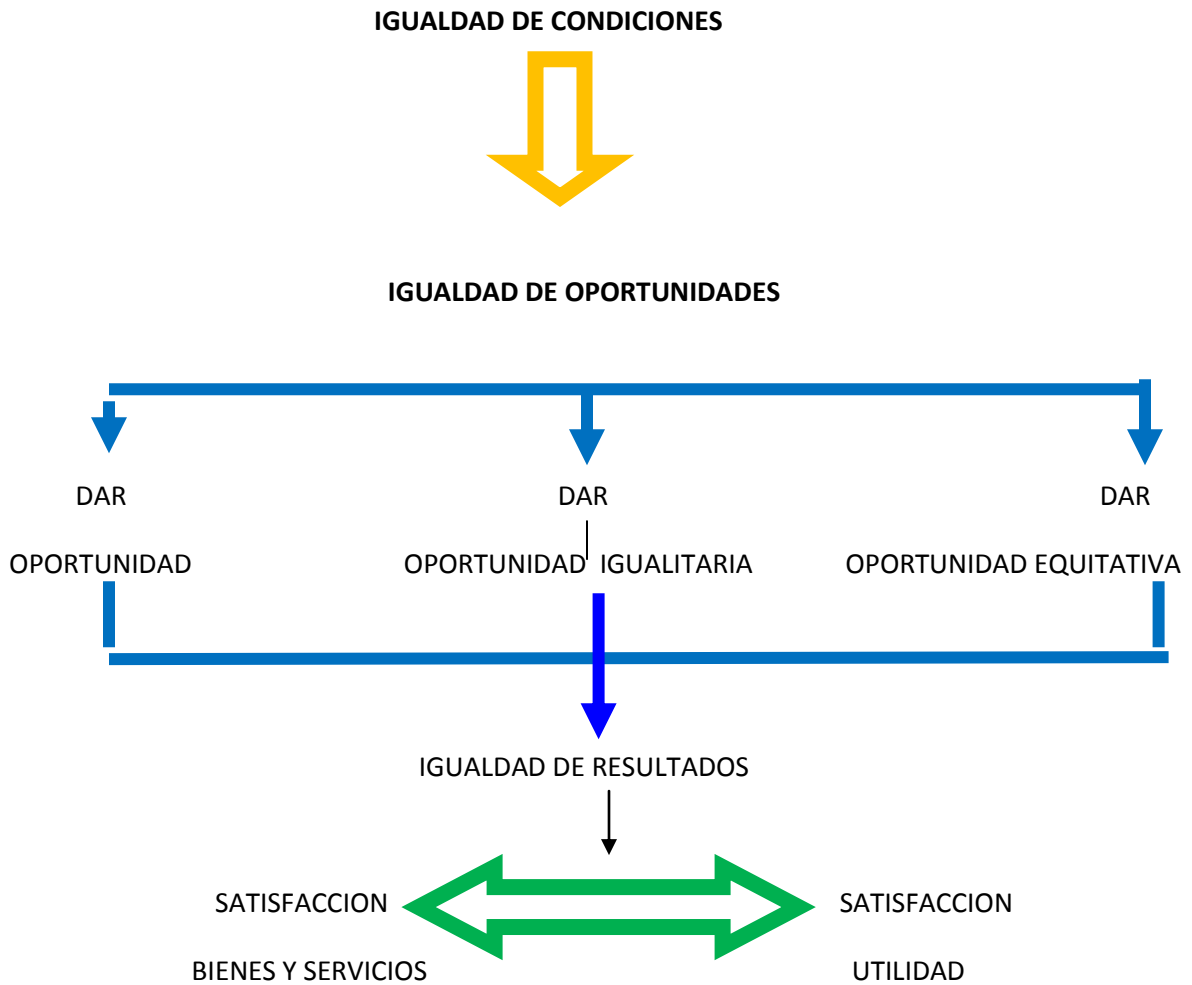 IGUALDAD DE CONDICIONES
IGUALDAD DE OPORTUNIDADES
DAR DAR DAR
OPORTUNIDAD OPORTUNIDAD IGUALITARIA OPORTUNIDAD EQUITATIVA
IGUALDAD DE RESULTADOS
SATISFACCION SATISFACCION
BIENES Y SERVICIOS UTILIDAD